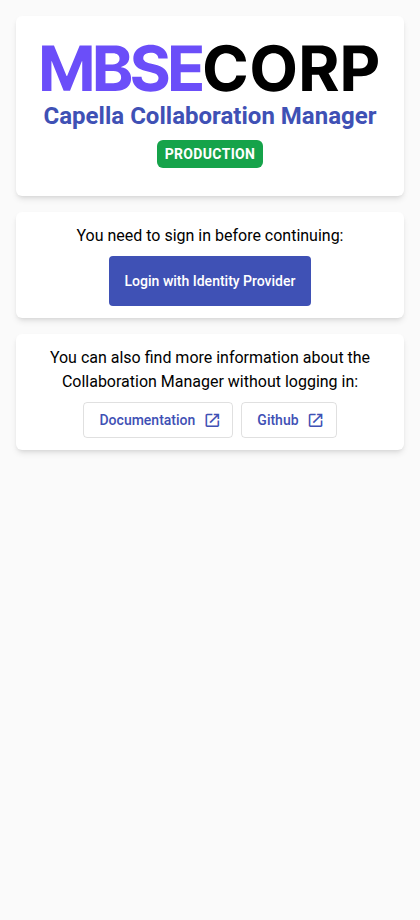 MBSECORP
Capella Collaboration Manager
PRODUCTION
You need to sign in before continuing:
Login with Identity Provider
You can also find more information about the
Collaboration Manager without logging in:
Documentation
Github